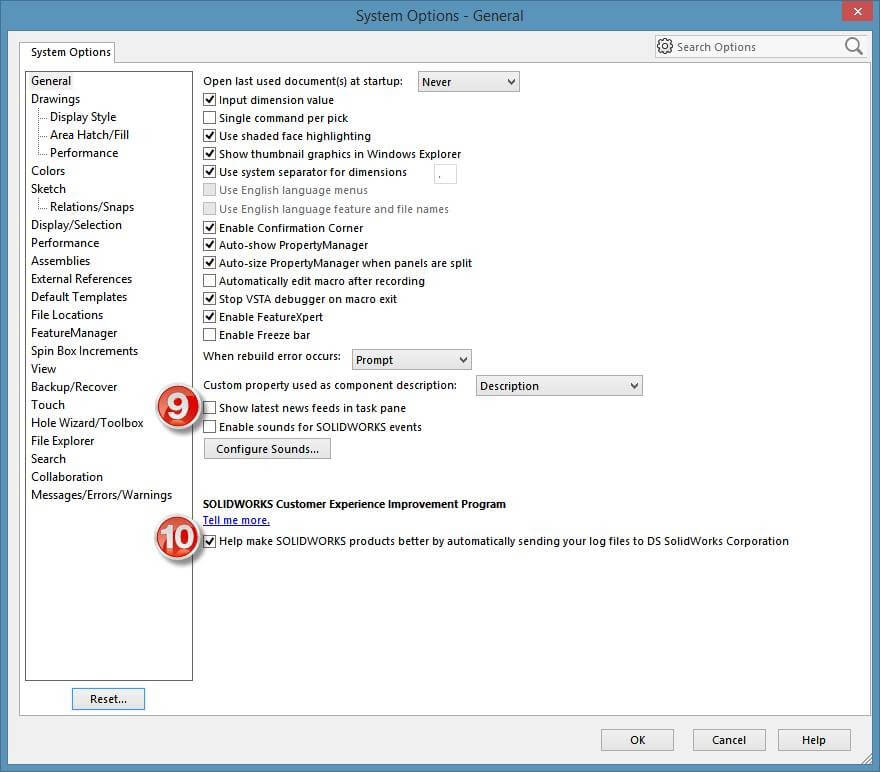 System Options - General
System Options
Search Options
General
Drawings
Display Style
Area Hatch/Fill
Performance
Colors
Sketch
Relations/Snaps
Display/Selection
Performance
Assemblies
External References
Default Templates
File Locations
FeatureManager
Spin Box Increments
View
Backup/Recover
Touch
Hole Wizard/Toolbox
File Explorer
Search
Collaboration
Messages/Errors/Warnings
Reset...
Open last used document(s) at startup: Never
Input dimension value
Single command per pick
Use shaded face highlighting
Show thumbnail graphics in Windows Explorer
Use system separator for dimensions .
Use English language menus
Use English language feature and file names
Enable Confirmation Corner
Auto-show PropertyManager
Auto-size PropertyManager when panels are split
Automatically edit macro after recording
Stop VSTA debugger on macro exit
Enable FeatureXpert
Enable Freeze bar
When rebuild error occurs: Prompt
Custom property used as component description: Description
9 Show latest news feeds in task pane
Enable sounds for SOLIDWORKS events
Configure Sounds...
SOLIDWORKS Customer Experience Improvement Program
Tell me more.
10 Help make SOLIDWORKS products better by automatically sending your log files to DS SolidWorks Corporation
OK Cancel Help